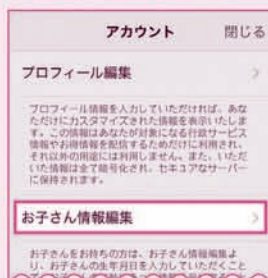 アカウント 閉じる
プロフィール編集
プロフィール情報を入力していただければ、あな
ただけにカスタマイズされた情報を表示いたしま
す。この情報はあなたが対象になる行政サービス
情報やお得情報を配信するためだけに利用され、
それ以外の用途には利用しません。また、いただ
いた情報は全て暗号化され、セキュアなサーバー
に保持されます。
お子さん情報編集
お子さんをお持ちの方は、お子さん情報編集よ
り、お子さんの生年月日を入力していただくこと